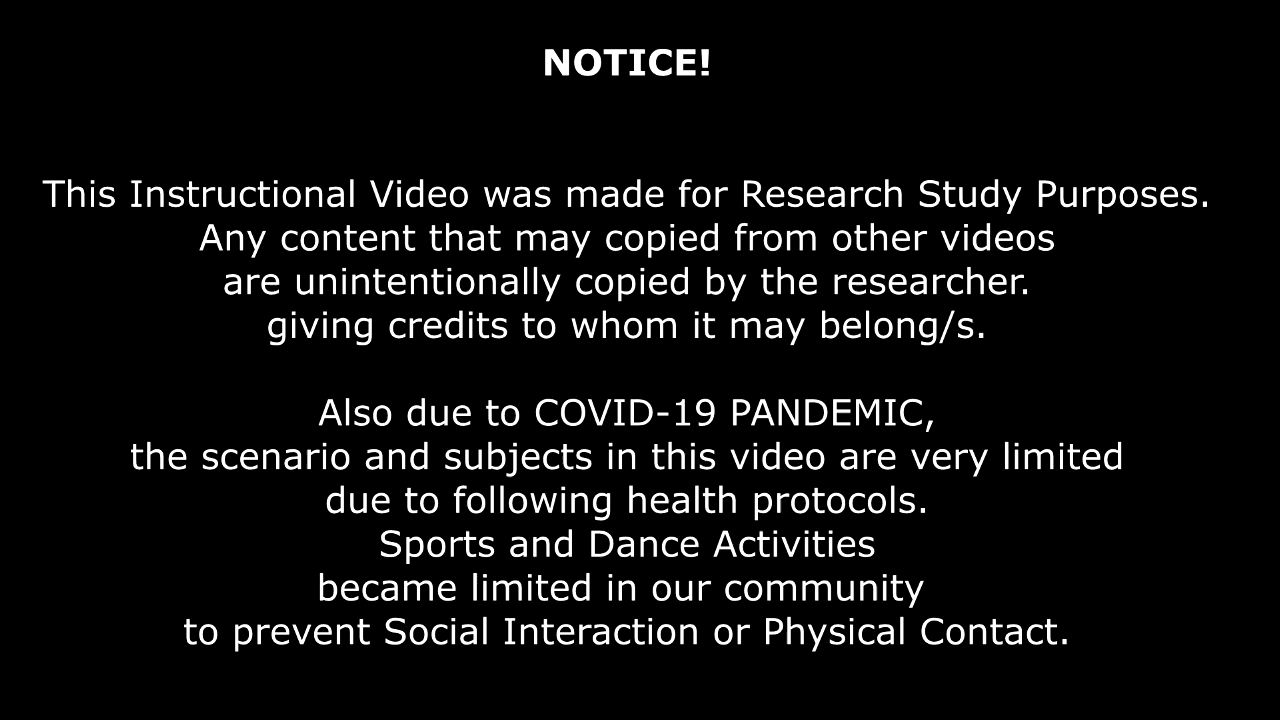 NOTICE!
This Instructional Video was made for Research Study Purposes.
Any content that may copied from other videos
are unintentionally copied by the researcher.
giving credits to whom it may belong/s.
Also due to COVID-19 PANDEMIC,
the scenario and subjects in this video are very limited
due to following health protocols.
Sports and Dance Activities
became limited in our community
to prevent Social Interaction or Physical Contact.